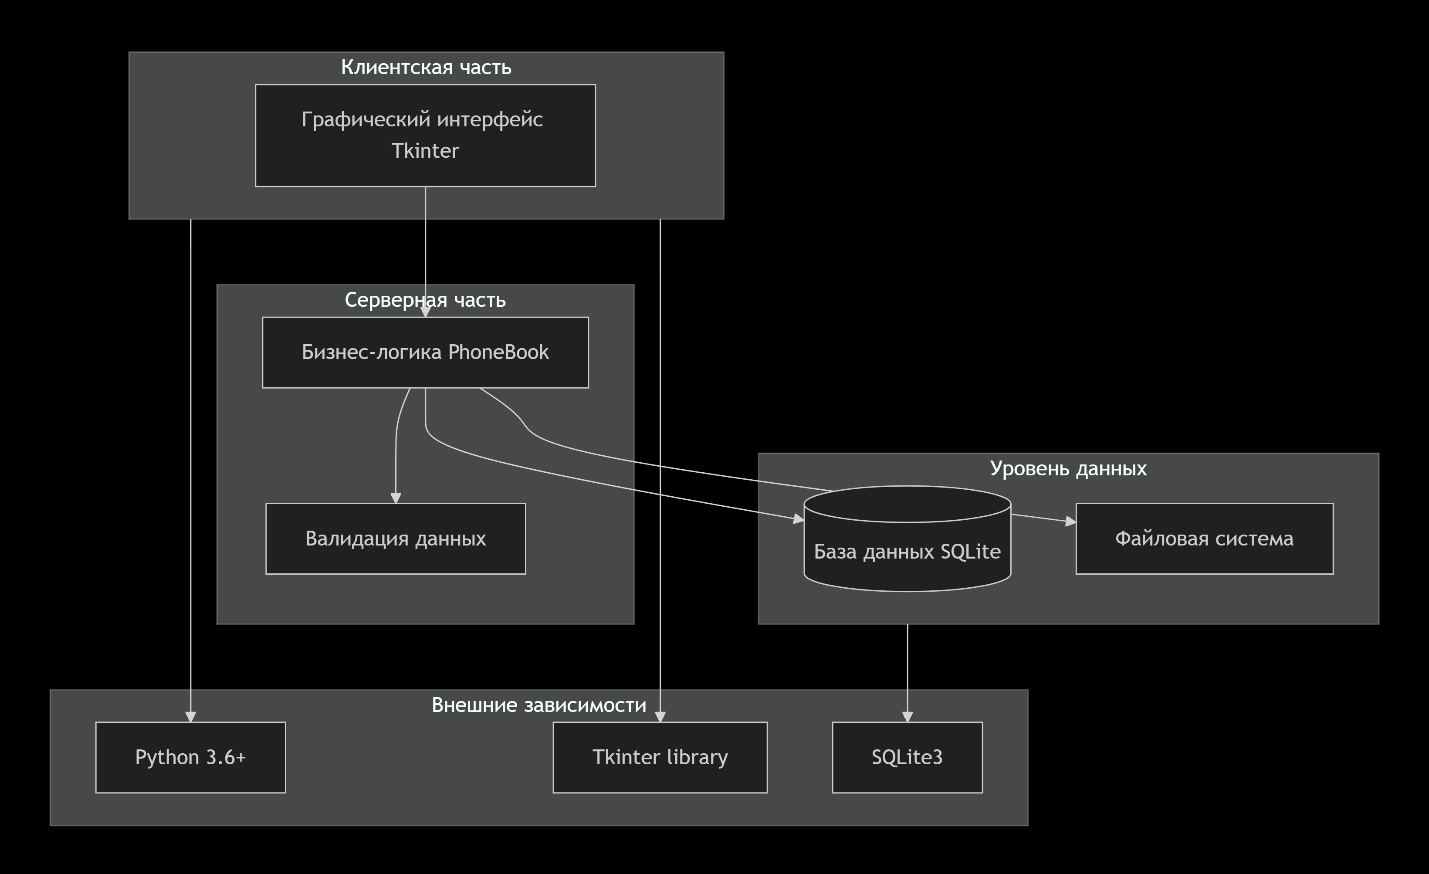 Клиентская часть
Графический интерфейс
Tkinter
Серверная часть
Бизнес-логика PhoneBook
Валидация данных
Уровень данных
База данных SQLite
Файловая система
Внешние зависимости
Python 3.6+
Tkinter library
SQLite3